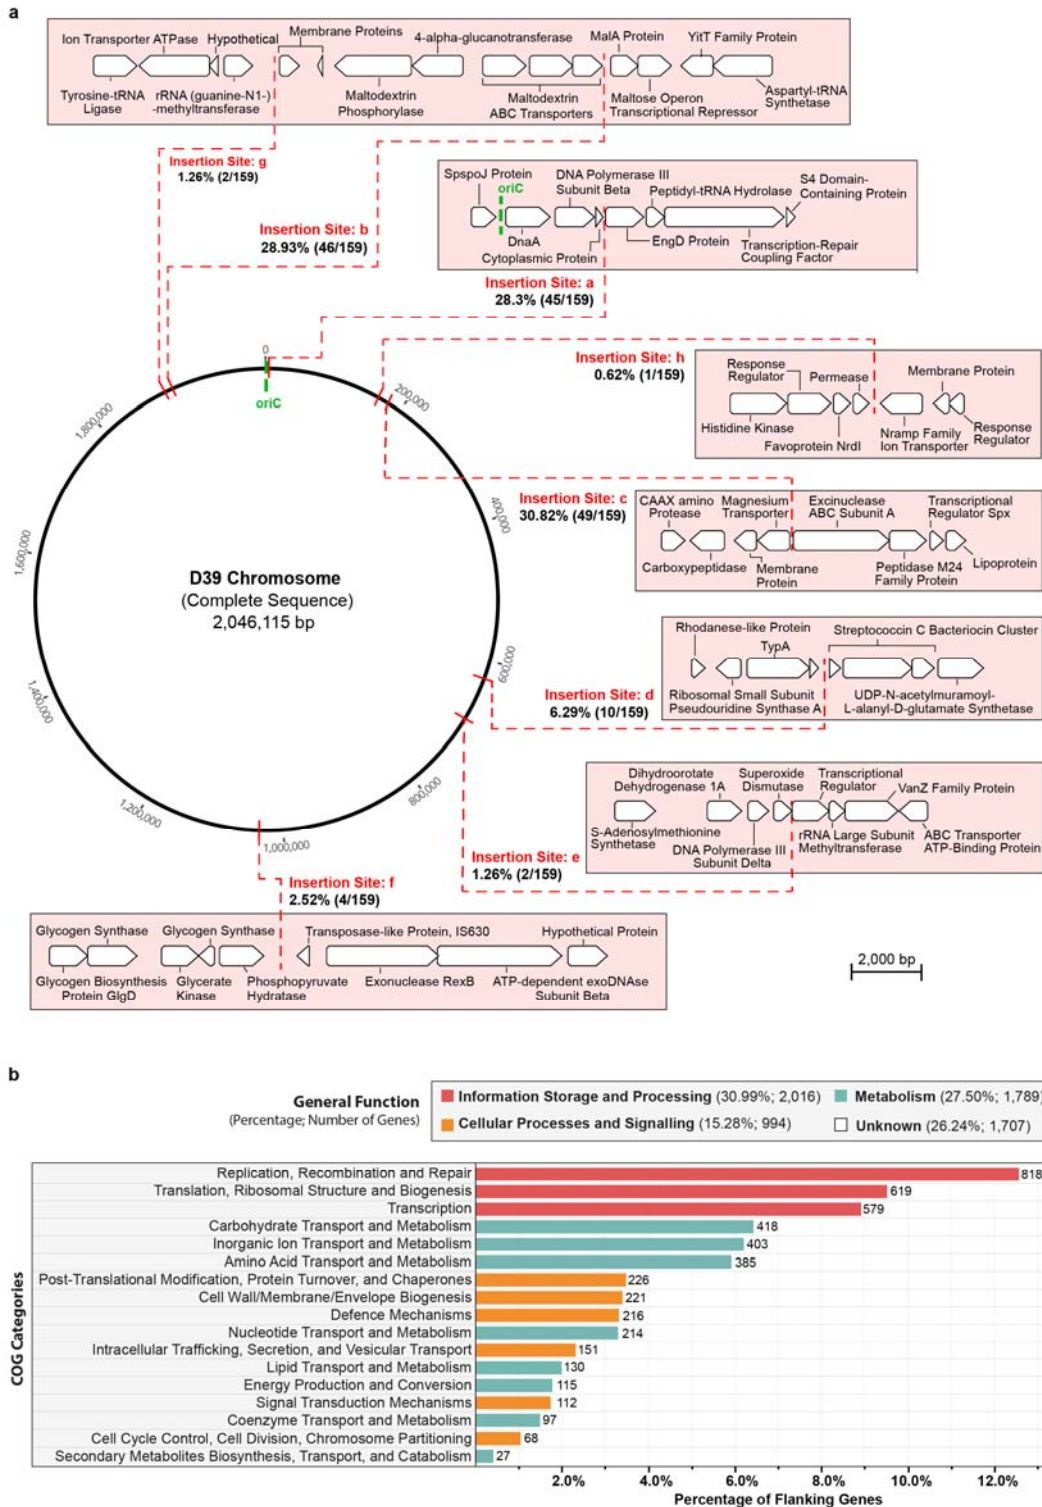 a
Ion Transporter ATPase Hypothetical
Membrane Proteins
4-alpha-glucanotransferase
MalA Protein
YitT Family Protein
Tyrosine-tRNA
Ligase
rRNA (guanine-N1-)
-methyltransferase
Maltodextrin
Phosphorylase
Maltodextrin
ABC Transporters
Maltose Operon
Transcriptional Repressor
Aspartyl-tRNA
Synthetase
Insertion Site: g
1.26% (2/159)
Insertion Site: b
28.93% (46/159)
SpspoJ Protein
oriC
DNA Polymerase III
Subunit Beta
Peptidyl-tRNA Hydrolase
S4 Domain-
Containing Protein
DnaA
Cytoplasmic Protein
EngD Protein
Transcription-Repair
Coupling Factor
Insertion Site: a
28.3% (45/159)
Insertion Site: h
0.62% (1/159)
Response
Regulator
Permease
Membrane Protein
Histidine Kinase
Favoprotein NrdI
Nramp Family
Ion Transporter
Response
Regulator
Insertion Site: c
30.82% (49/159)
CAAX amino
Protease
Magnesium
Transporter
Excinuclease
ABC Subunit A
Transcriptional
Regulator Spx
Carboxypeptidase
Membrane
Protein
Peptidase M24
Family Protein
Lipoprotein
0
oriC
200,000
400,000
600,000
800,000
1,000,000
1,200,000
1,400,000
1,600,000
1,800,000
D39 Chromosome
(Complete Sequence)
2,046,115 bp
Insertion Site: d
6.29% (10/159)
Rhodanese-like Protein
TypA
Streptococcin C Bacteriocin Cluster
Ribosomal Small Subunit
Pseudouridine Synthase A
UDP-N-acetylmuramoyl-
L-alanyl-D-glutamate Synthetase
Insertion Site: e
1.26% (2/159)
Dihydroorotate
Dehydrogenase 1A
Superoxide
Dismutase
Transcriptional
Regulator
VanZ Family Protein
S-Adenosylmethionine
Synthetase
DNA Polymerase III
Subunit Delta
rRNA Large Subunit
Methyltransferase
ABC Transporter
ATP-Binding Protein
Insertion Site: f
2.52% (4/159)
Glycogen Synthase
Glycogen Synthase
Transposase-like Protein, IS630
Hypothetical Protein
Glycogen Biosynthesis
Protein GlgD
Glycerate
Kinase
Phosphopyruvate
Hydratase
Exonuclease RexB
ATP-dependent exoDNAse
Subunit Beta
2,000 bp
b
General Function
(Percentage; Number of Genes)
Information Storage and Processing (30.99%; 2,016)
Metabolism (27.50%; 1,789)
Cellular Processes and Signalling (15.28%; 994)
Unknown (26.24%; 1,707)
COG Categories
Replication, Recombination and Repair 818
Translation, Ribosomal Structure and Biogenesis 619
Transcription 579
Carbohydrate Transport and Metabolism 418
Inorganic Ion Transport and Metabolism 403
Amino Acid Transport and Metabolism 385
Post-Translational Modification, Protein Turnover, and Chaperones 226
Cell Wall/Membrane/Envelope Biogenesis 221
Defence Mechanisms 216
Nucleotide Transport and Metabolism 214
Intracellular Trafficking, Secretion, and Vesicular Transport 151
Lipid Transport and Metabolism 130
Energy Production and Conversion 115
Signal Transduction Mechanisms 112
Coenzyme Transport and Metabolism 97
Cell Cycle Control, Cell Division, Chromosome Partitioning 68
Secondary Metabolites Biosynthesis, Transport, and Catabolism 27
2.0% 4.0% 6.0% 8.0% 10.0% 12.0%
Percentage of Flanking Genes